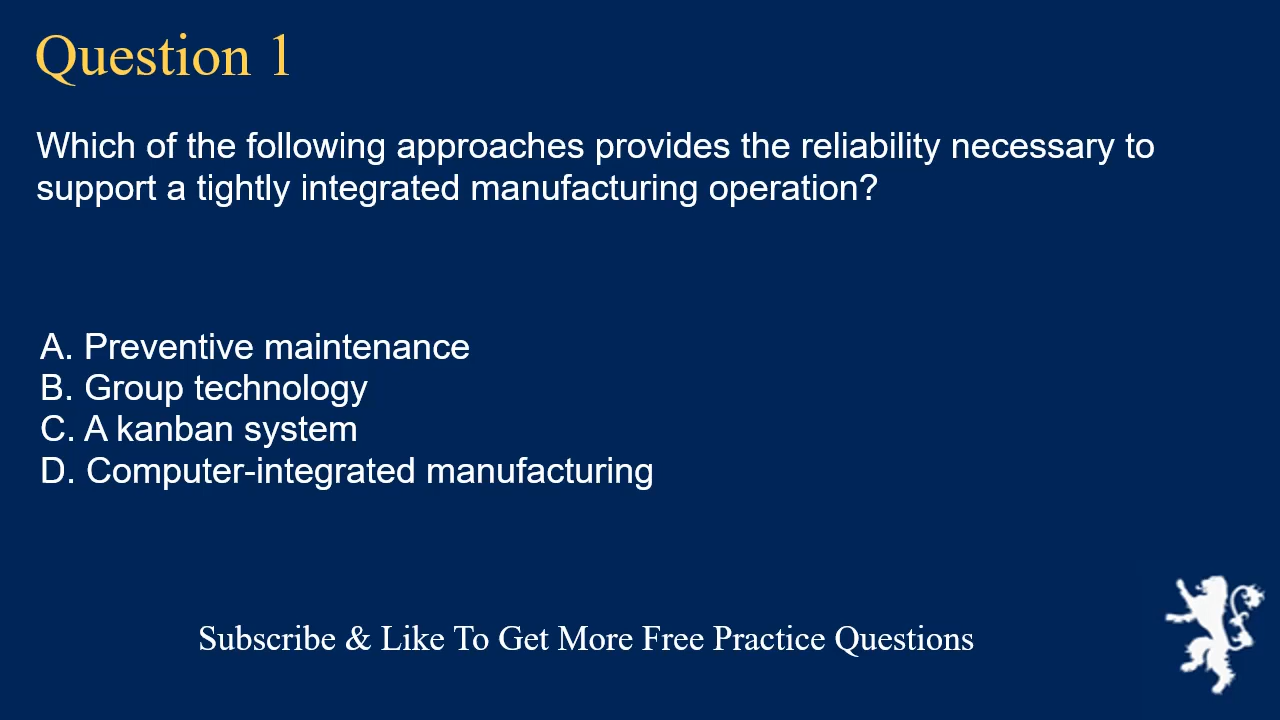 Question 1
Which of the following approaches provides the reliability necessary to
support a tightly integrated manufacturing operation?
A. Preventive maintenance
B. Group technology
C. A kanban system
D. Computer-integrated manufacturing
Subscribe & Like To Get More Free Practice Questions